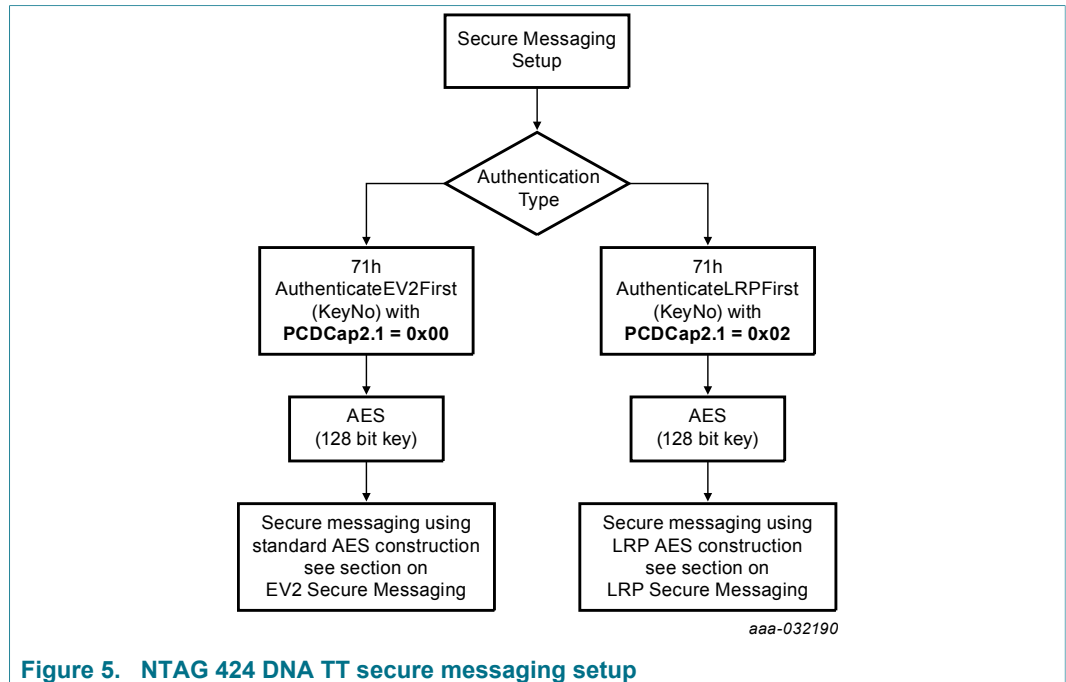 Secure Messaging
Setup
Authentication
Type
71h
AuthenticateEV2First
(KeyNo) with
PCDCap2.1 = 0x00
71h
AuthenticateLRPFirst
(KeyNo) with
PCDCap2.1 = 0x02
AES
(128 bit key)
AES
(128 bit key)
Secure messaging using
standard AES construction
see section on
EV2 Secure Messaging
Secure messaging using
LRP AES construction
see section on
LRP Secure Messaging
aaa-032190
Figure 5. NTAG 424 DNA TT secure messaging setup